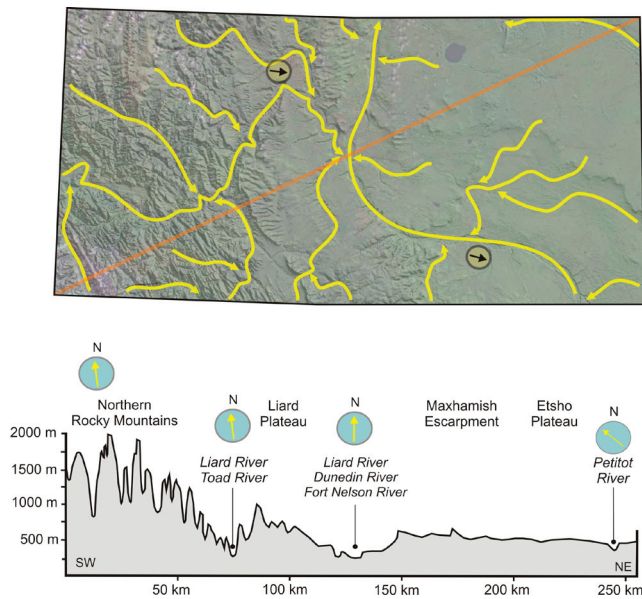 N
Northern
Rocky Mountains
N
Liard
Plateau
N
Maxhamish
Escarpment
Etsho
Plateau
N
Liard River
Toad River
Liard River
Dunedin River
Fort Nelson River
Petitot
River
2000 m
1500 m
1000 m
500 m
SW
NE
50 km
100 km
150 km
200 km
250 km